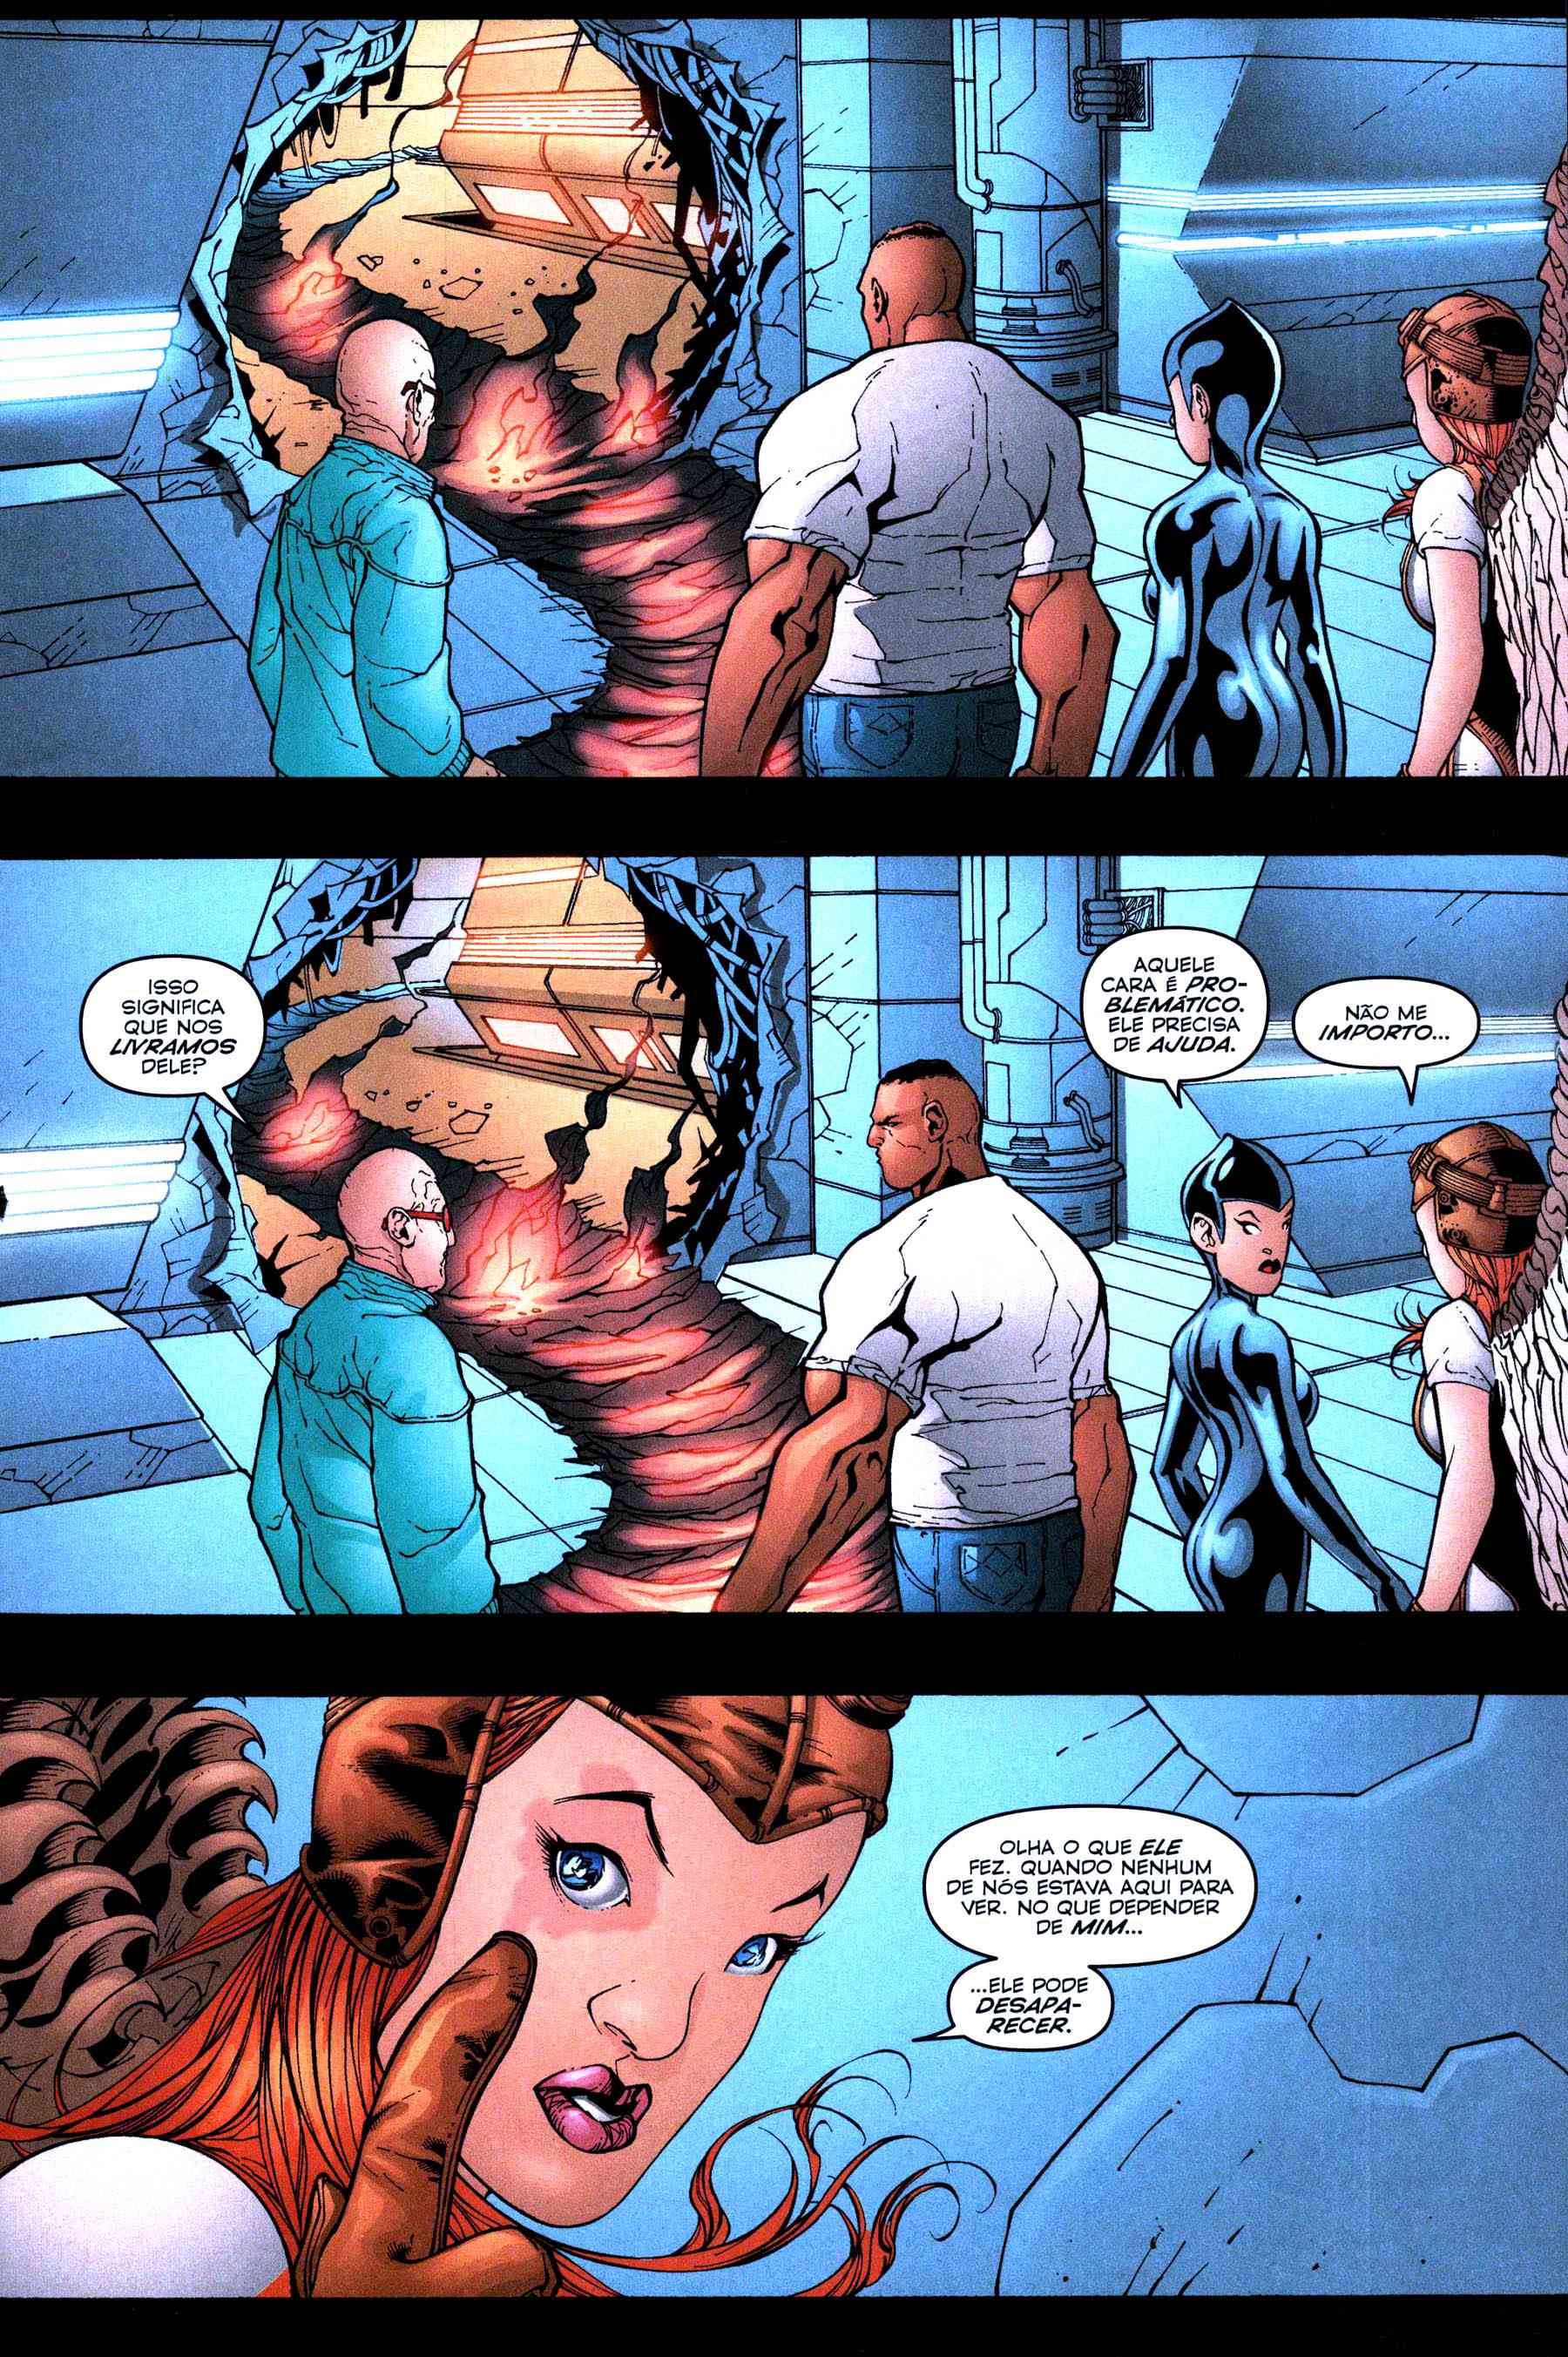 ISSO
SIGNIFICA
QUE NOS
LIVRAMOS
DELE?
AQUELE
CARA É PRO-
BLEMÁTICO.
ELE PRECISA
DE AJUDA.
NÃO ME
IMPORTO...
OLHA O QUE ELE
FEZ. QUANDO NENHUM
DE NÓS ESTAVA AQUI PARA
VER. NO QUE DEPENDER
DE MIM...
...ELE PODE
DESAPA-
RECER.